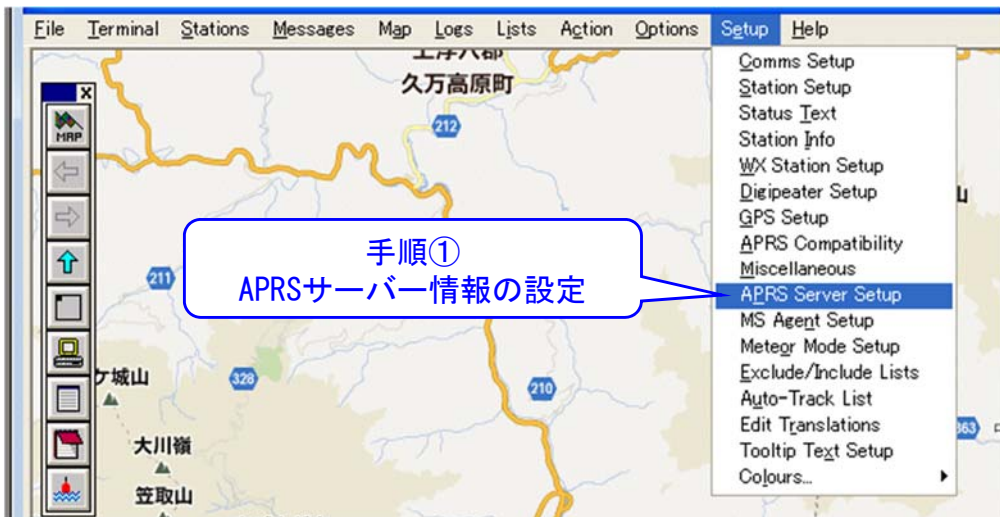 File Terminal Stations Messages Map Logs Lists Action Options Setup Help
久万高原町
212
MAP
手順①
APRSサーバー情報の設定
211
Comms Setup
Station Setup
Status Text
Station Info
WX Station Setup
Digipeater Setup
GPS Setup
APRS Compatibility
Miscellaneous
APRS Server Setup
MS Agent Setup
Meteor Mode Setup
Exclude/Include Lists
Auto-Track List
Edit Translations
Tooltip Text Setup
Colours...
山
ケ城山
328
210
363
大川嶺
笠取山